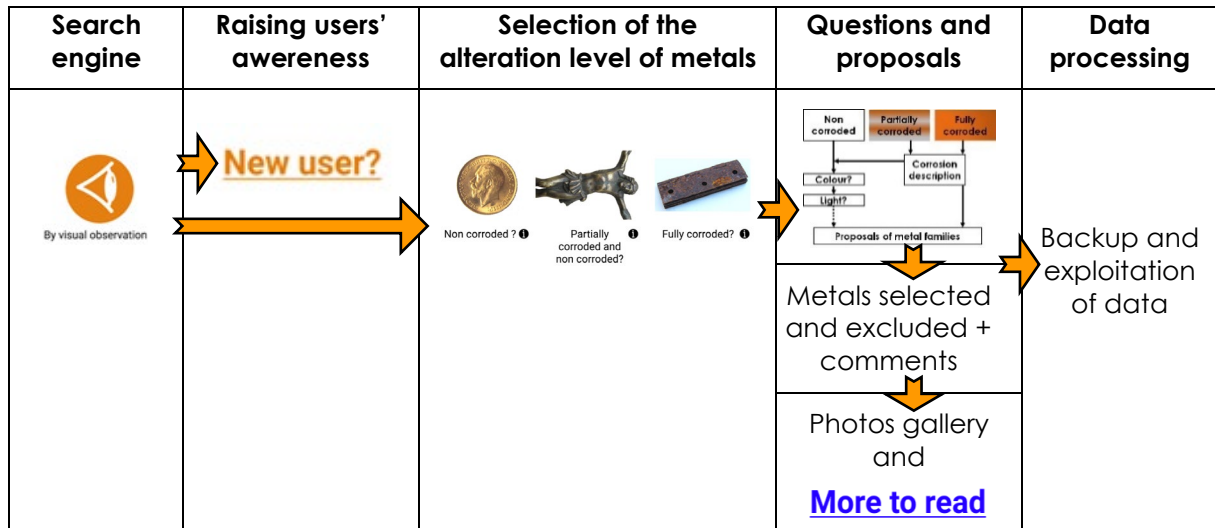 Search
engine
Raising users’
awereness
Selection of the
alteration level of metals
Questions and
proposals
Data
processing
By visual observation
New user?
Non corroded ?
Partially
corroded and
non corroded?
Fully corroded?
Non
corroded
Partially
corroded
Fully
corroded
Corrosion
description
Colour?
Light?
Proposals of metal families
Metals selected
and excluded +
comments
Photos gallery
and
More to read
Backup and
exploitation
of data